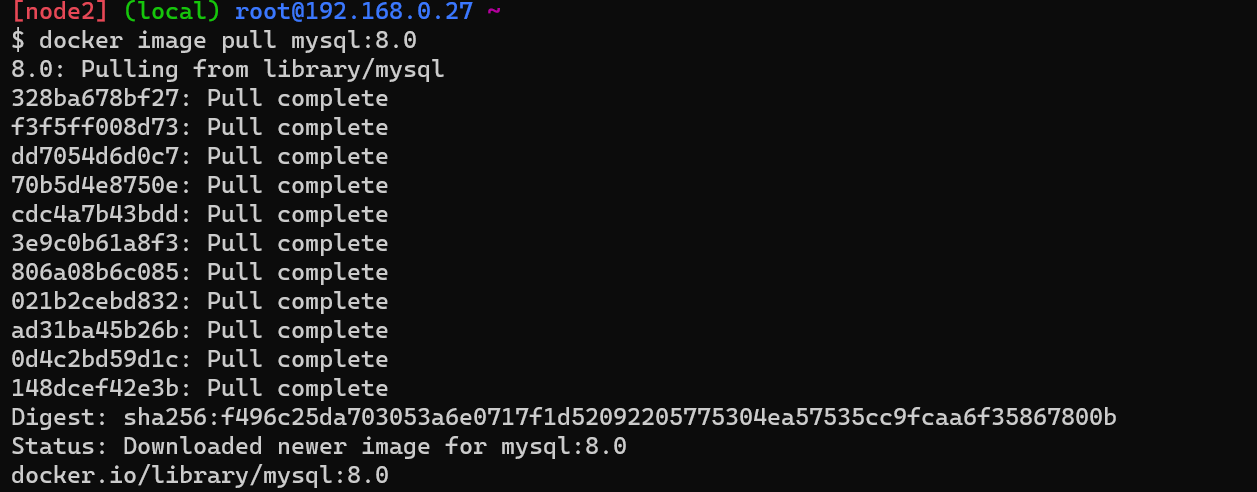 [node2] (local) root@192.168.0.27 ~
$ docker image pull mysql:8.0
8.0: Pulling from library/mysql
328ba678bf27: Pull complete
f3f5ff008d73: Pull complete
dd7054d6d0c7: Pull complete
70b5d4e8750e: Pull complete
cdc4a7b43bdd: Pull complete
3e9c0b61a8f3: Pull complete
806a08b6c085: Pull complete
021b2cebd832: Pull complete
ad31ba45b26b: Pull complete
0d4c2bd59d1c: Pull complete
148dcef42e3b: Pull complete
Digest: sha256:f496c25da703053a6e0717f1d52092205775304ea57535cc9fcaa6f35867800b
Status: Downloaded newer image for mysql:8.0
docker.io/library/mysql:8.0